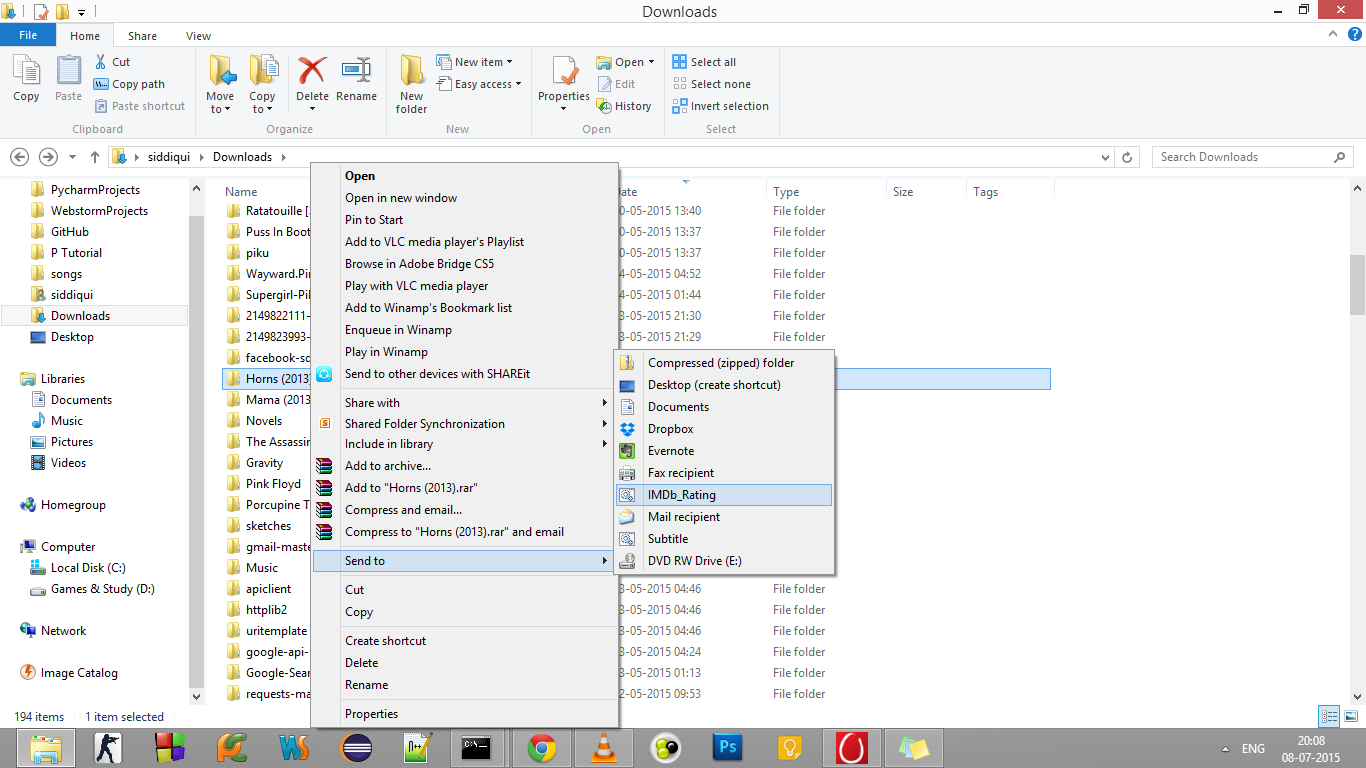 Downloads
File
Home
Share
View
Copy
Paste
Cut
Copy path
Paste shortcut
Clipboard
Move to
Copy to
Delete
Rename
Organize
New folder
New item
Easy access
New
Properties
Open
Edit
History
Open
Select all
Select none
Invert selection
Select
siddiqui
Downloads
Search Downloads
PycharmProjects
WebstormProjects
GitHub
P Tutorial
songs
siddiqui
Downloads
Desktop
Libraries
Documents
Music
Pictures
Videos
Homegroup
Computer
Local Disk (C:)
Games & Study (D:)
Network
Image Catalog
Name
Date
Type
Size
Tags
Ratatouille [
0-05-2015 13:40
File folder
Puss In Boot
0-05-2015 13:37
File folder
piku
0-05-2015 13:37
File folder
Wayward.Pi
4-05-2015 04:52
File folder
Supergirl-Pil
4-05-2015 01:44
File folder
2149822111-
3-05-2015 21:30
File folder
2149823993-
3-05-2015 21:29
File folder
facebook-sd
Horns (2013)
Mama (2013
Novels
The Assassin
Gravity
Pink Floyd
Porcupine T
sketches
gmail-maste
Music
apiclient
3-05-2015 04:46
File folder
httplib2
3-05-2015 04:46
File folder
uritemplate
3-05-2015 04:46
File folder
google-api-
3-05-2015 04:24
File folder
Google-Sear
3-05-2015 01:13
File folder
requests-ma
2-05-2015 09:53
File folder
Open
Open in new window
Pin to Start
Add to VLC media player's Playlist
Browse in Adobe Bridge CS5
Play with VLC media player
Add to Winamp's Bookmark list
Enqueue in Winamp
Play in Winamp
Send to other devices with SHAREit
Share with
Shared Folder Synchronization
Include in library
Add to archive...
Add to "Horns (2013).rar"
Compress and email...
Compress to "Horns (2013).rar" and email
Send to
Cut
Copy
Create shortcut
Delete
Rename
Properties
Compressed (zipped) folder
Desktop (create shortcut)
Documents
Dropbox
Evernote
Fax recipient
IMDb_Rating
Mail recipient
Subtitle
DVD RW Drive (E:)
194 items
1 item selected
WS
Ps
ENG
20:08
08-07-2015